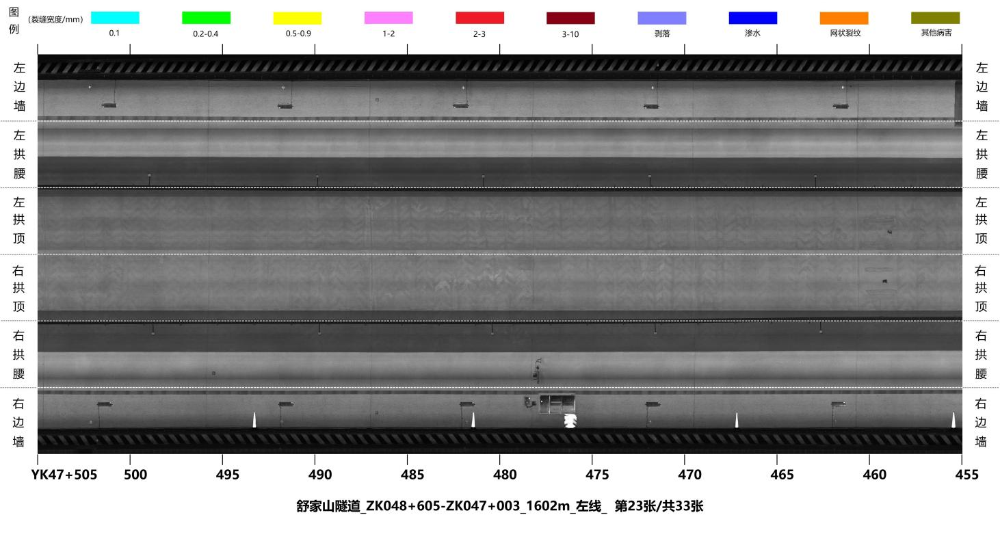 图例 (裂缝宽度/mm)
0.1 0.2-0.4 0.5-0.9 1-2 2-3 3-10 剥落 渗水 网状裂纹 其他病害
左边墙 左边墙
左拱腰 左拱腰
左拱顶 左拱顶
右拱顶 右拱顶
右拱腰 右拱腰
右边墙 右边墙
YK47+505 500 495 490 485 480 475 470 465 460 455
舒家山隧道_ZK048+605-ZK047+003_1602m_左线_ 第23张/共33张